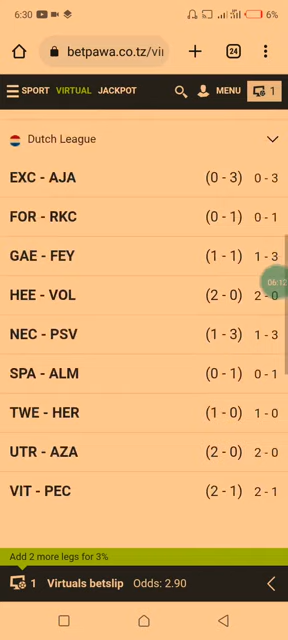 6:30 6%
betpawa.co.tz/vii 24
SPORT VIRTUAL JACKPOT MENU 1
Dutch League
EXC - AJA (0 - 3) 0 - 3
FOR - RKC (0 - 1) 0 - 1
GAE - FEY (1 - 1) 1 - 3
HEE - VOL (2 - 0) 2 - 0
06:12
NEC - PSV (1 - 3) 1 - 3
SPA - ALM (0 - 1) 0 - 1
TWE - HER (1 - 0) 1 - 0
UTR - AZA (2 - 0) 2 - 0
VIT - PEC (2 - 1) 2 - 1
Add 2 more legs for 3%
1 Virtuals betslip Odds: 2.90